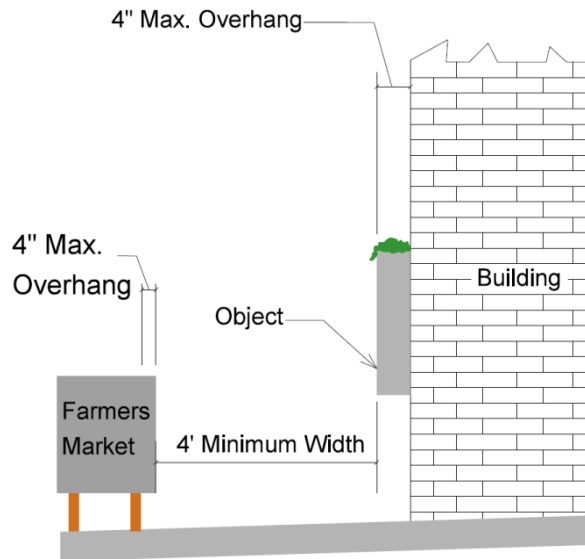 4" Max. Overhang
4" Max.
Overhang
Building
Object
Farmers
Market
4' Minimum Width